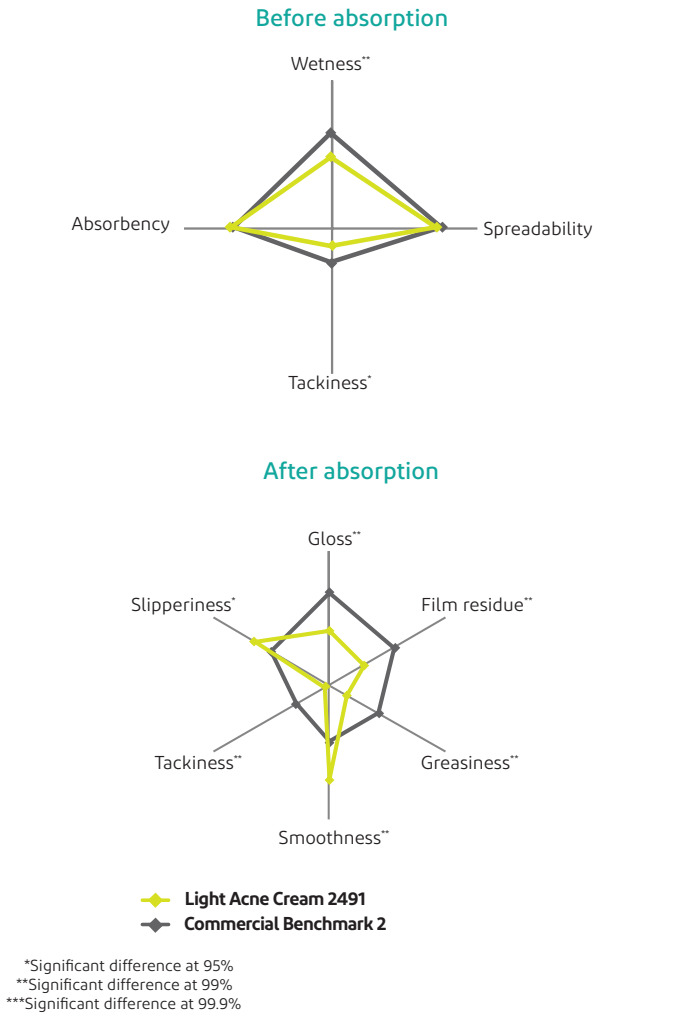 Before absorption
Wetness**
Absorbency
Spreadability
Tackiness*
After absorption
Gloss**
Slipperiness*
Film residue**
Tackiness**
Greasiness**
Smoothness**
Light Acne Cream 2491
Commercial Benchmark 2
*Significant difference at 95%
**Significant difference at 99%
***Significant difference at 99.9%